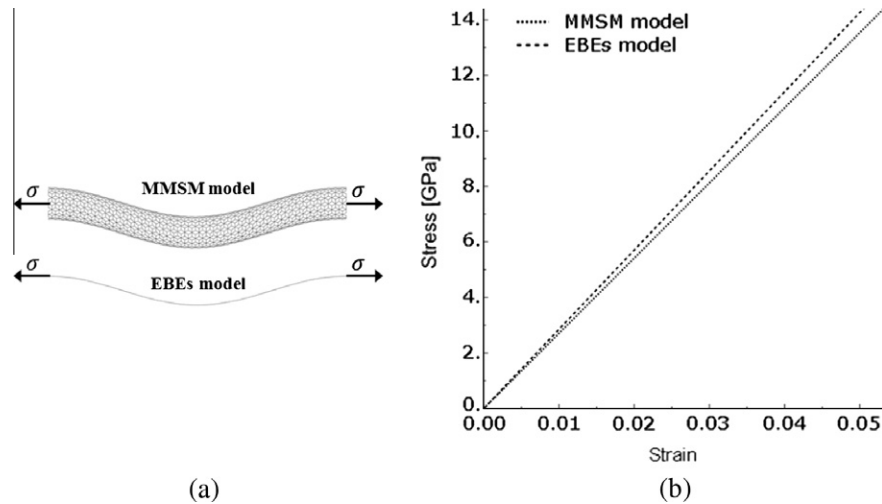 MMSM model
σ
σ
σ
σ
EBEs model
(a)
MMSM model
EBEs model
14.
12.
10.
8.
6.
4.
2.
0.
Stress [GPa]
0.00
0.01
0.02
0.03
0.04
0.05
Strain
(b)